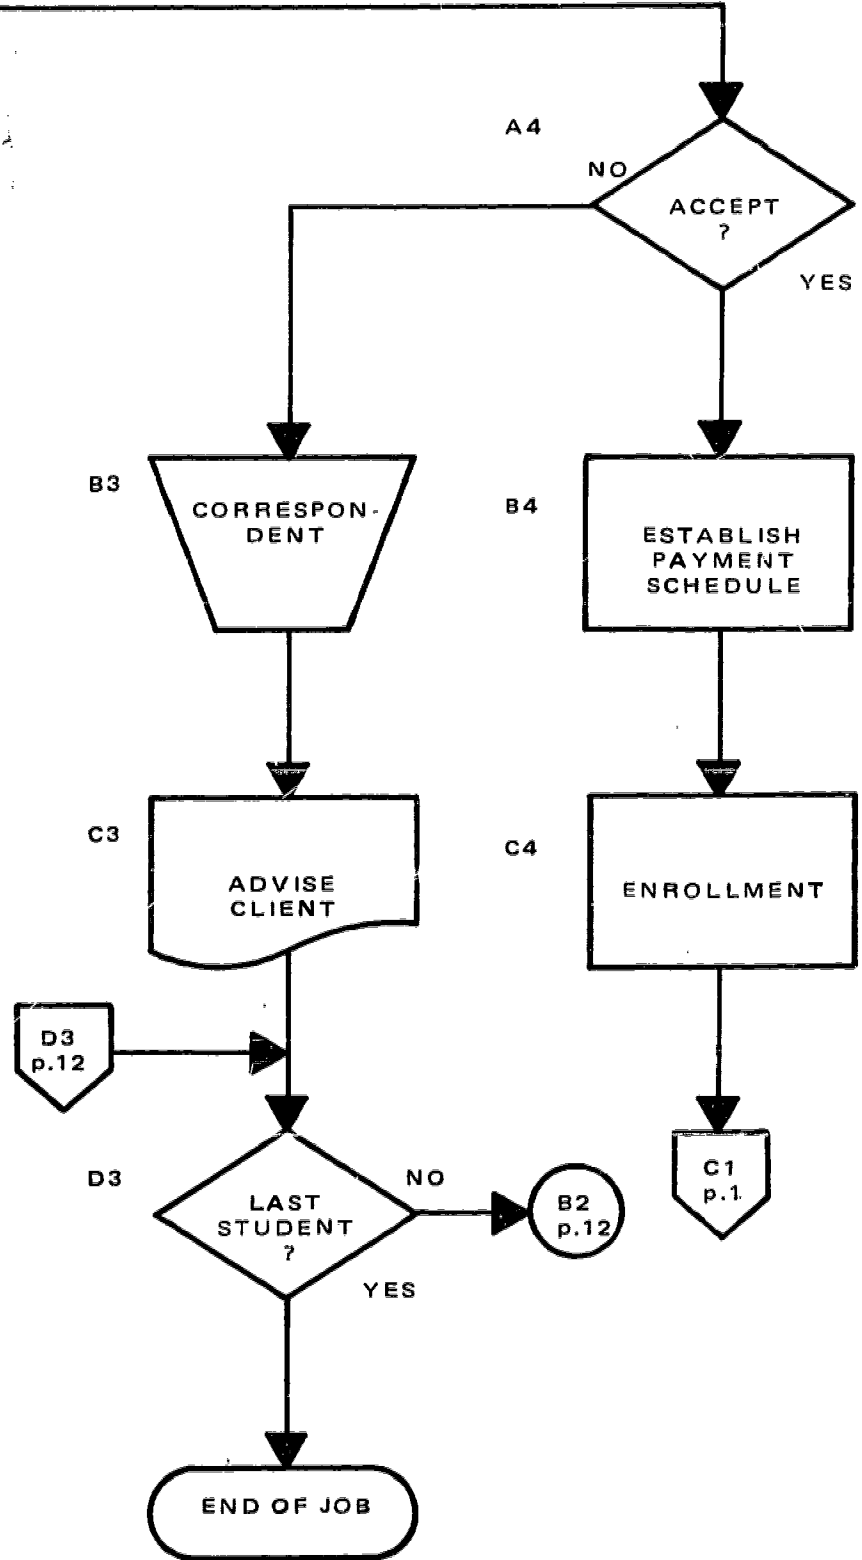 A4
NO
ACCEPT
?
YES
B3
CORRESPON-
DENT
B4
ESTABLISH
PAYMENT
SCHEDULE
C3
ADVISE
CLIENT
C4
ENROLLMENT
D3
p.12
D3
LAST
STUDENT
?
NO
YES
B2
p.12
C1
p.1
END OF JOB